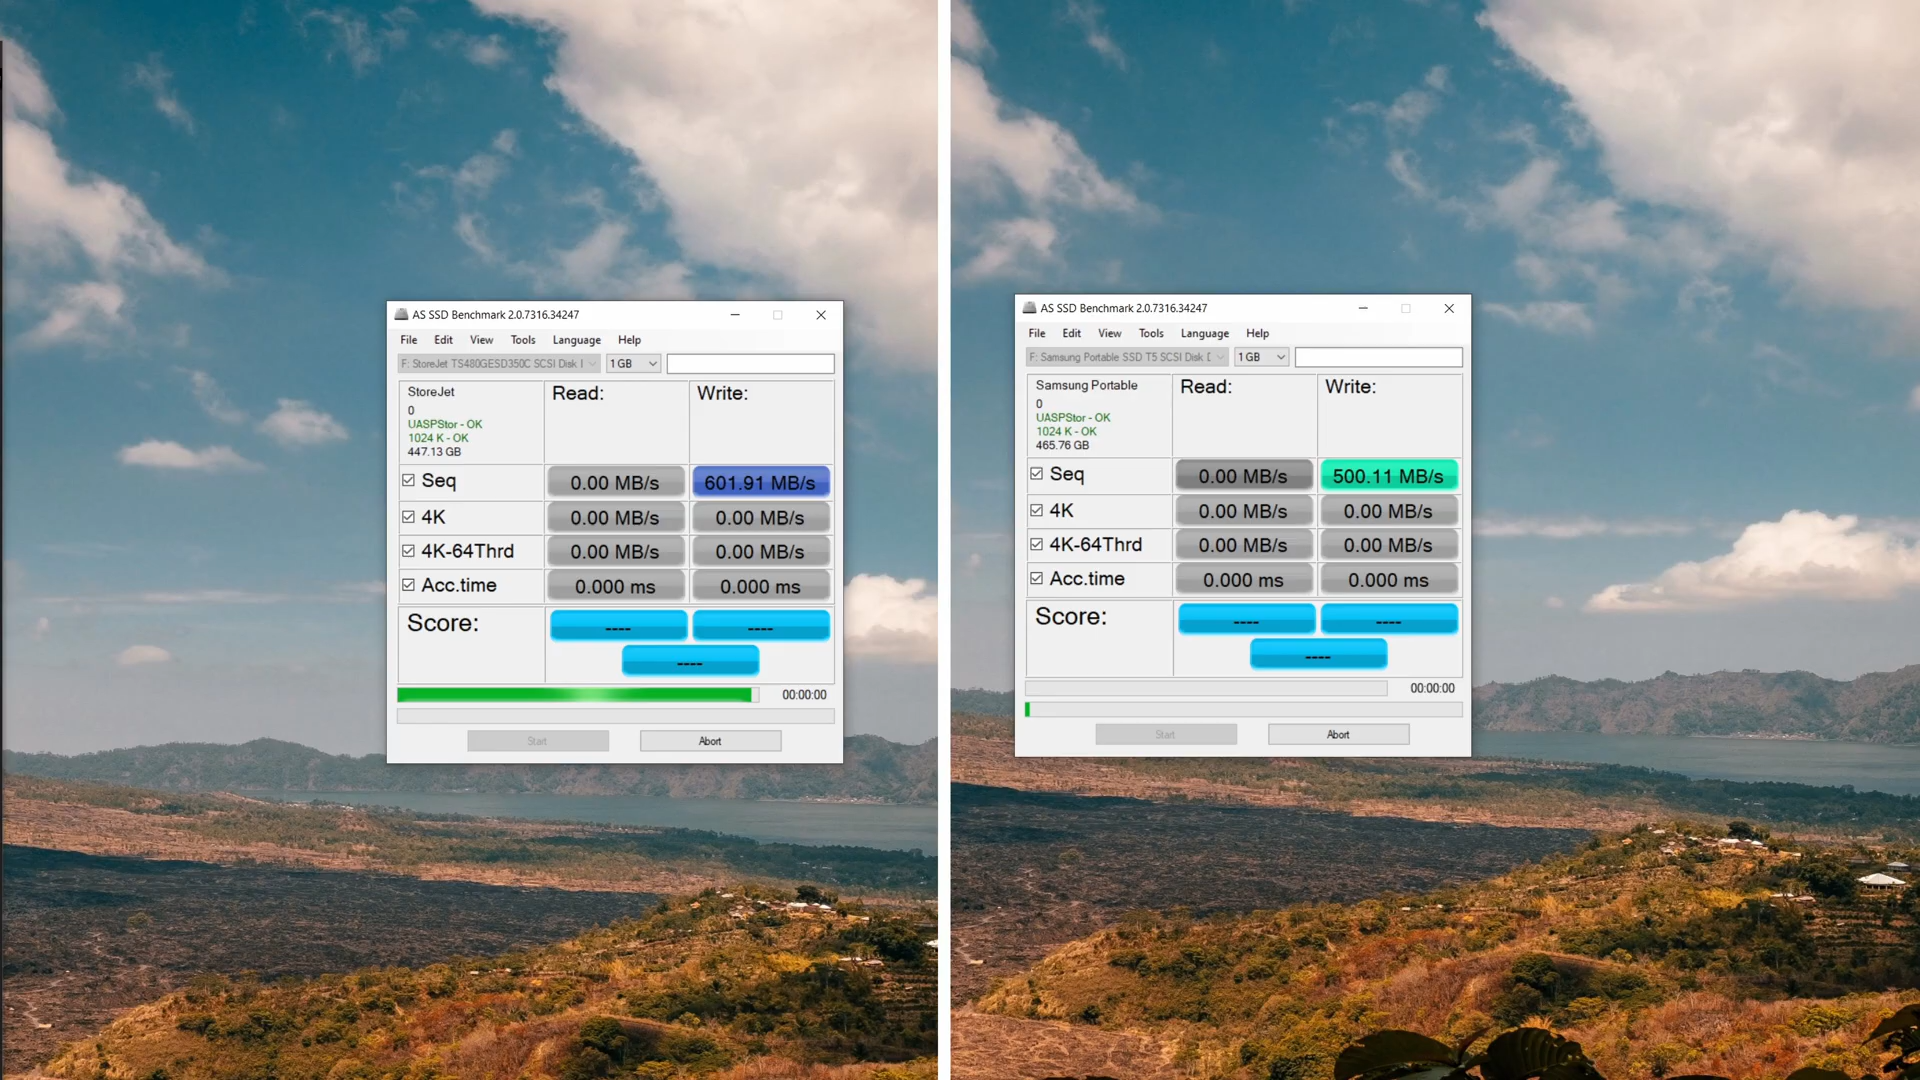 AS SSD Benchmark 2.0.7316.34247
File Edit View Tools Language Help
F: StoreJet TS480GESD350C SCSI Disk 1 GB
StoreJet
0
UASPStor - OK
1024 K - OK
447.13 GB
Read: Write:
Seq 0.00 MB/s 601.91 MB/s
4K 0.00 MB/s 0.00 MB/s
4K-64Thrd 0.00 MB/s 0.00 MB/s
Acc.time 0.000 ms 0.000 ms
Score: ---- ----
----
00:00:00
Start Abort
AS SSD Benchmark 2.0.7316.34247
File Edit View Tools Language Help
F: Samsung Portable SSD T5 SCSI Disk 1 GB
Samsung Portable
0
UASPStor - OK
1024 K - OK
465.76 GB
Read: Write:
Seq 0.00 MB/s 500.11 MB/s
4K 0.00 MB/s 0.00 MB/s
4K-64Thrd 0.00 MB/s 0.00 MB/s
Acc.time 0.000 ms 0.000 ms
Score: ---- ----
----
00:00:00
Start Abort